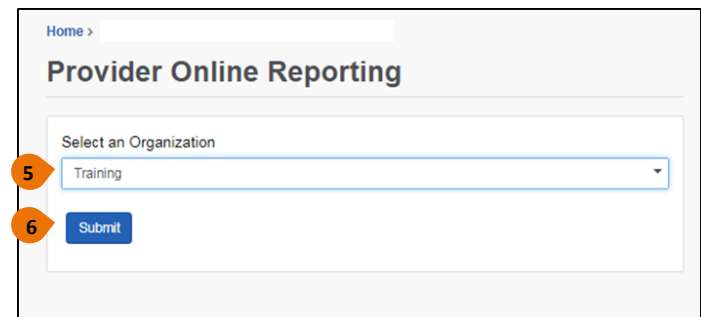 Home >
Provider Online Reporting
Select an Organization
5
Training
6
Submit